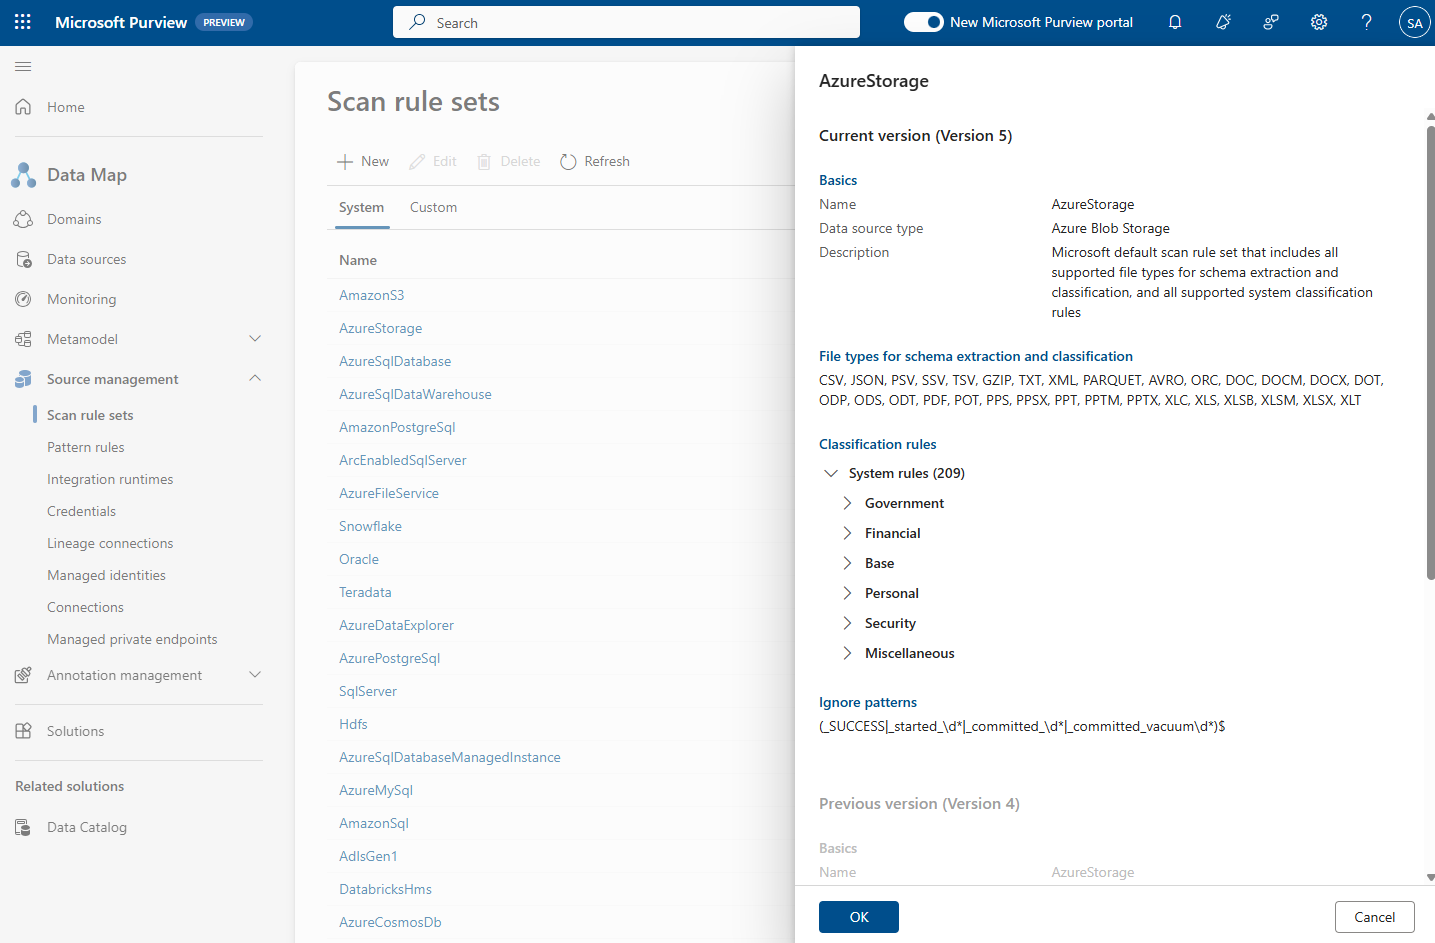 Microsoft Purview PREVIEW
Search
New Microsoft Purview portal
SA
Home
Data Map
Domains
Data sources
Monitoring
Metamodel
Source management
Scan rule sets
Pattern rules
Integration runtimes
Credentials
Lineage connections
Managed identities
Connections
Managed private endpoints
Annotation management
Solutions
Related solutions
Data Catalog
Scan rule sets
New Edit Delete Refresh
System Custom
Name
AmazonS3
AzureStorage
AzureSqlDatabase
AzureSqlDataWarehouse
AmazonPostgreSql
ArcEnabledSqlServer
AzureFileService
Snowflake
Oracle
Teradata
AzureDataExplorer
AzurePostgreSql
SqlServer
Hdfs
AzureSqlDatabaseManagedInstance
AzureMySql
AmazonSql
AdlsGen1
DatabricksHms
AzureCosmosDb
AzureStorage
Current version (Version 5)
Basics
Name AzureStorage
Data source type Azure Blob Storage
Description Microsoft default scan rule set that includes all
supported file types for schema extraction and
classification, and all supported system classification
rules
File types for schema extraction and classification
CSV, JSON, PSV, SSV, TSV, GZIP, TXT, XML, PARQUET, AVRO, ORC, DOC, DOCM, DOCX, DOT,
ODP, ODS, ODT, PDF, POT, PPS, PPSX, PPT, PPTM, PPTX, XLC, XLS, XLSB, XLSM, XLSX, XLT
Classification rules
System rules (209)
Government
Financial
Base
Personal
Security
Miscellaneous
Ignore patterns
(_SUCCESS|_started_\d*|_committed_\d*|_committed_vacuum\d*)$
Previous version (Version 4)
Basics
Name AzureStorage
OK Cancel